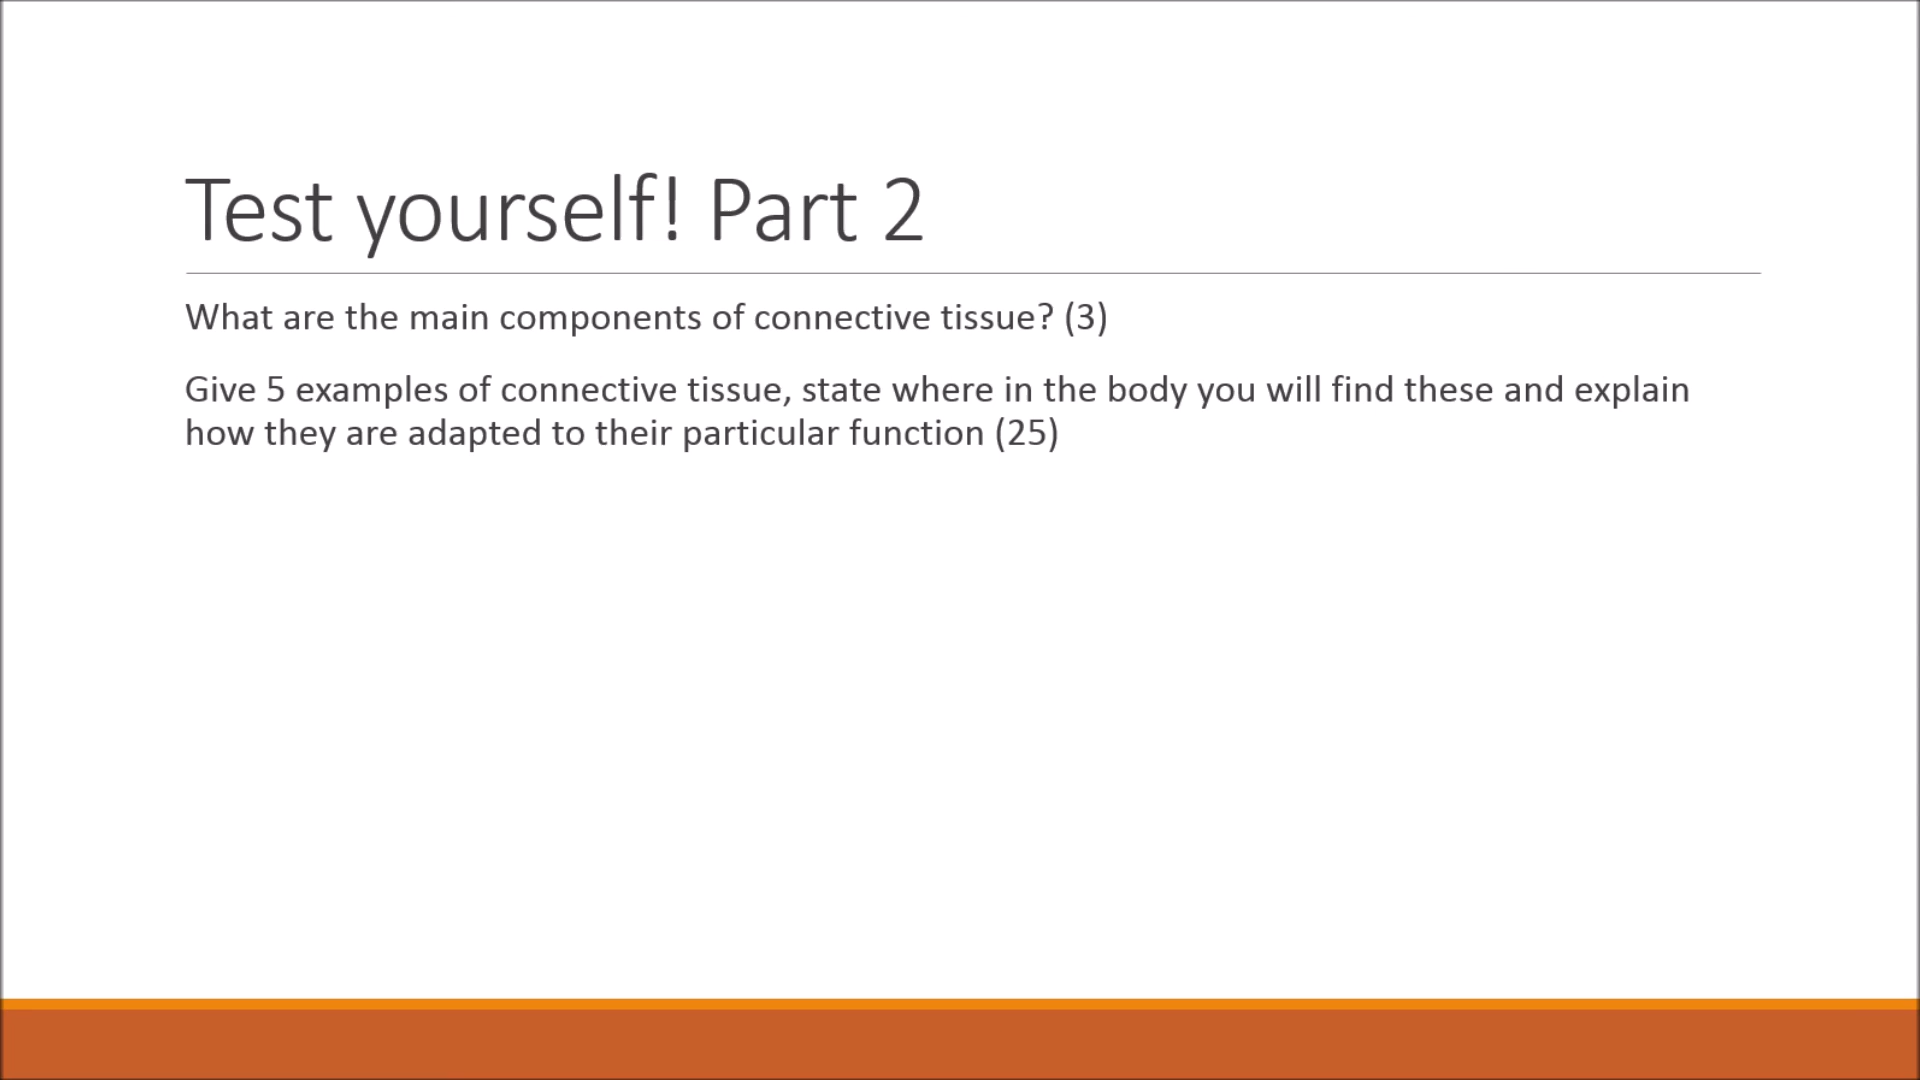 Test yourself! Part 2
What are the main components of connective tissue? (3)
Give 5 examples of connective tissue, state where in the body you will find these and explain
how they are adapted to their particular function (25)